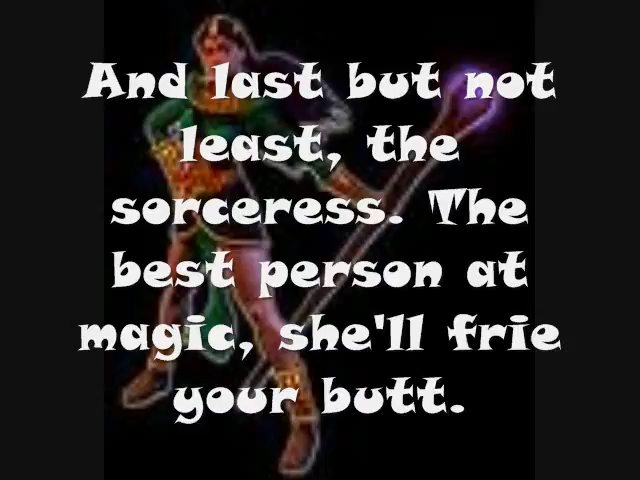 And last but not
least, the
sorceress. The
best person at
magic, she'll frie
your butt.